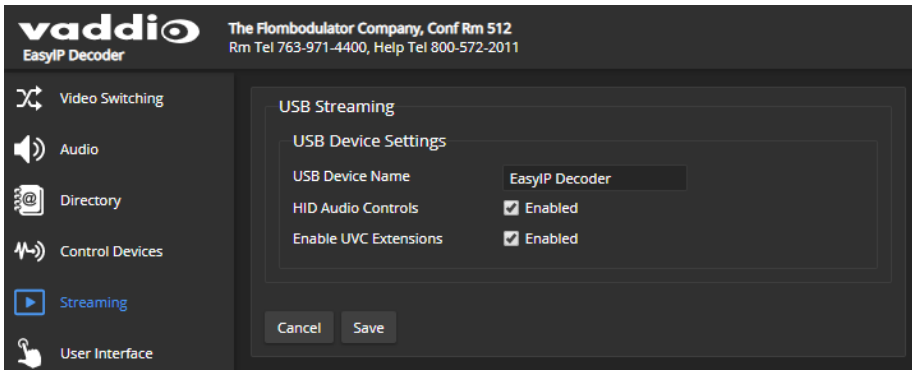 vaddio
EasyIP Decoder
The Flombodulator Company, Conf Rm 512
Rm Tel 763-971-4400, Help Tel 800-572-2011
Video Switching
Audio
Directory
Control Devices
Streaming
User Interface
USB Streaming
USB Device Settings
USB Device Name EasyIP Decoder
HID Audio Controls Enabled
Enable UVC Extensions Enabled
Cancel Save